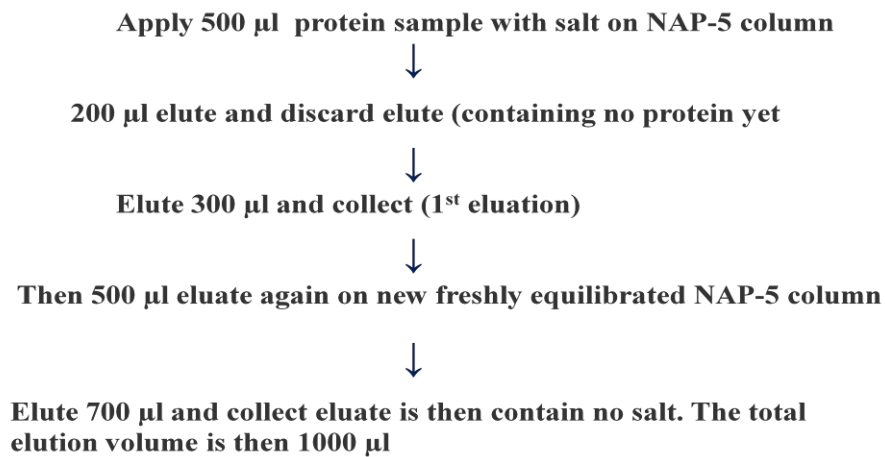 Apply 500 µl protein sample with salt on NAP-5 column
↓
200 µl elute and discard elute (containing no protein yet
↓
Elute 300 µl and collect (1st eluation)
↓
Then 500 µl eluate again on new freshly equilibrated NAP-5 column
↓
Elute 700 µl and collect eluate is then contain no salt. The total
elution volume is then 1000 µl